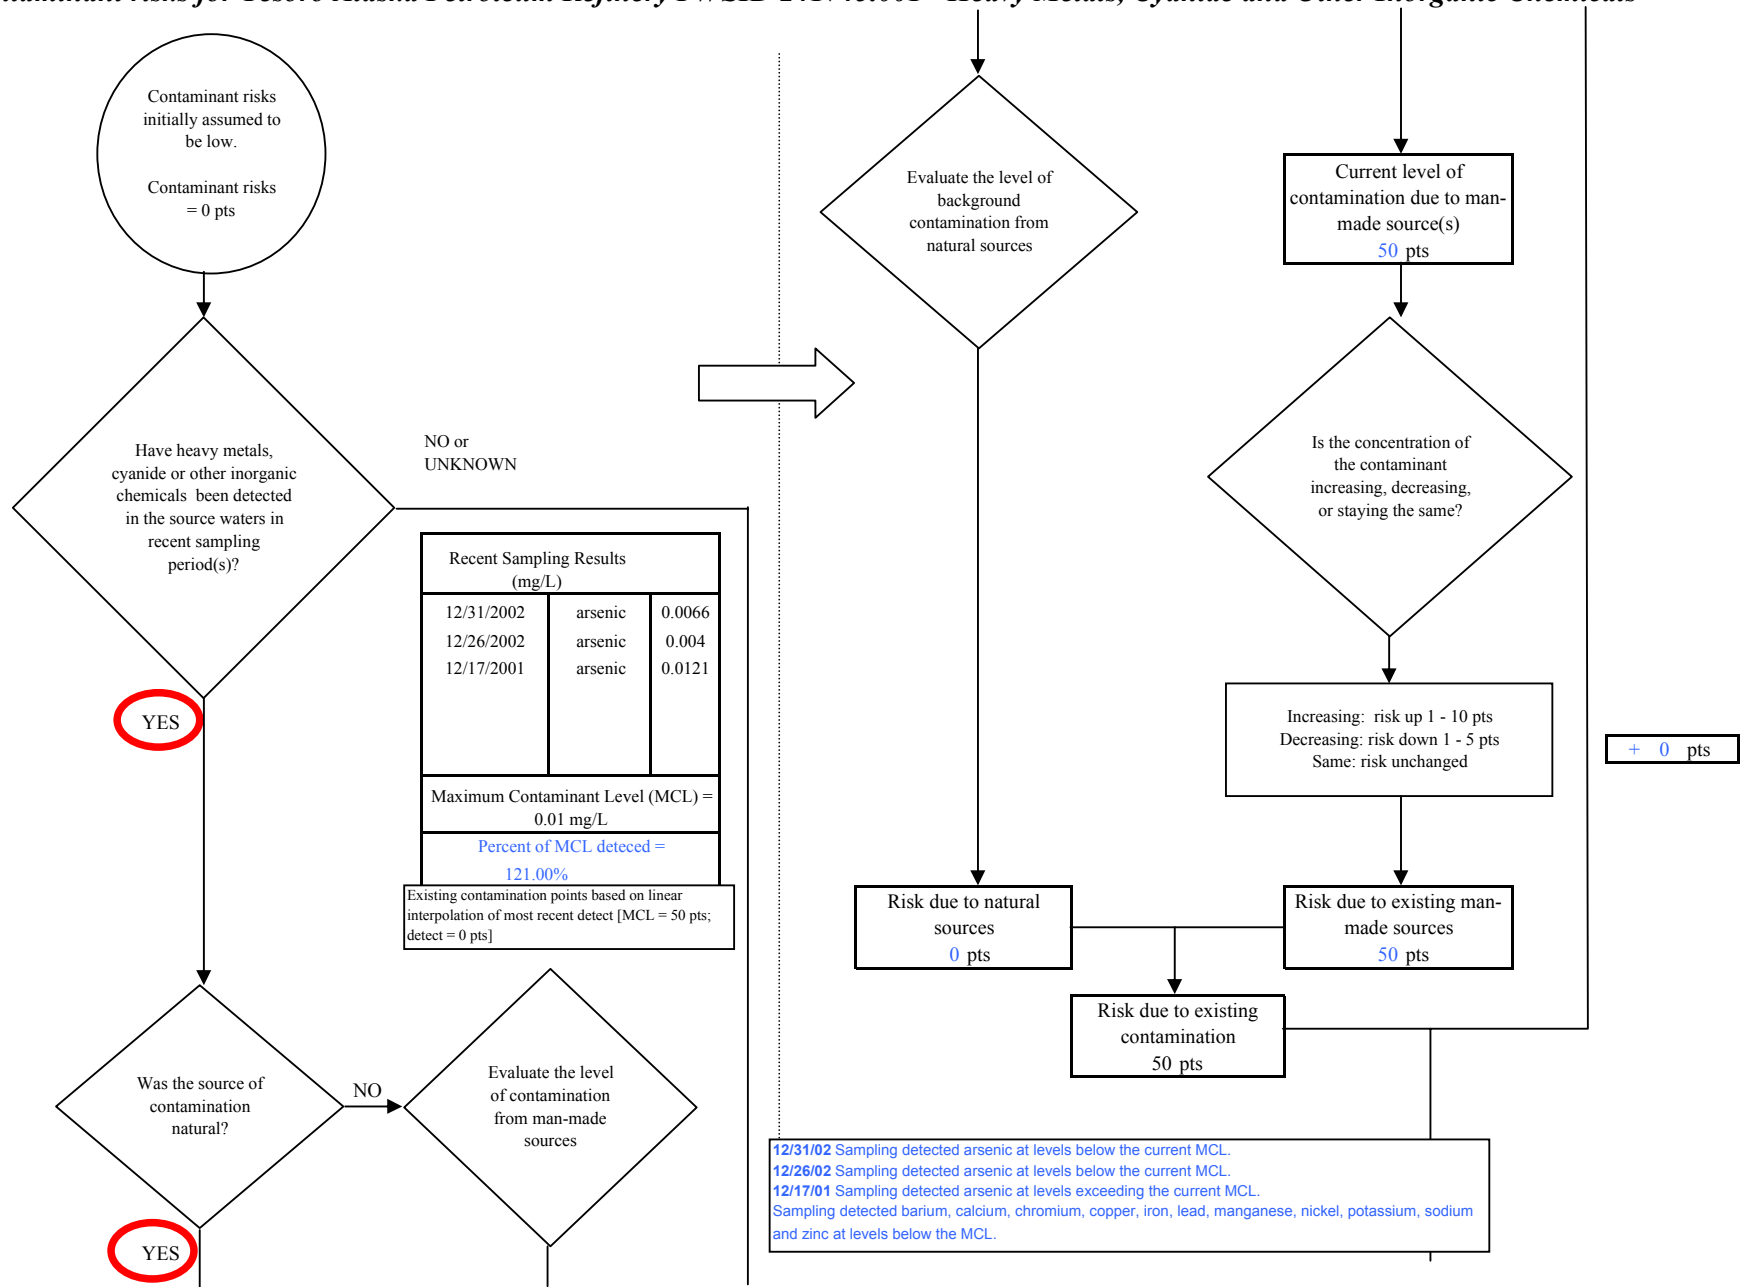 Contaminant risks
initially assumed to
be low.
Contaminant risks
= 0 pts
Have heavy metals,
cyanide or other inorganic
chemicals been detected
in the source waters in
recent sampling
period(s)?
NO or
UNKNOWN
YES
Recent Sampling Results
(mg/L)
12/31/2002 arsenic 0.0066
12/26/2002 arsenic 0.004
12/17/2001 arsenic 0.0121
Maximum Contaminant Level (MCL) =
0.01 mg/L
Percent of MCL deteced =
121.00%
Existing contamination points based on linear
interpolation of most recent detect [MCL = 50 pts;
detect = 0 pts]
Was the source of
contamination
natural?
NO
YES
Evaluate the level
of contamination
from man-made
sources
Evaluate the level of
background
contamination from
natural sources
Current level of
contamination due to man-
made source(s)
50 pts
Is the concentration of
the contaminant
increasing, decreasing,
or staying the same?
Increasing: risk up 1 - 10 pts
Decreasing: risk down 1 - 5 pts
Same: risk unchanged
+ 0 pts
Risk due to natural
sources
0 pts
Risk due to existing man-
made sources
50 pts
Risk due to existing
contamination
50 pts
12/31/02 Sampling detected arsenic at levels below the current MCL.
12/26/02 Sampling detected arsenic at levels below the current MCL.
12/17/01 Sampling detected arsenic at levels exceeding the current MCL.
Sampling detected barium, calcium, chromium, copper, iron, lead, manganese, nickel, potassium, sodium
and zinc at levels below the MCL.